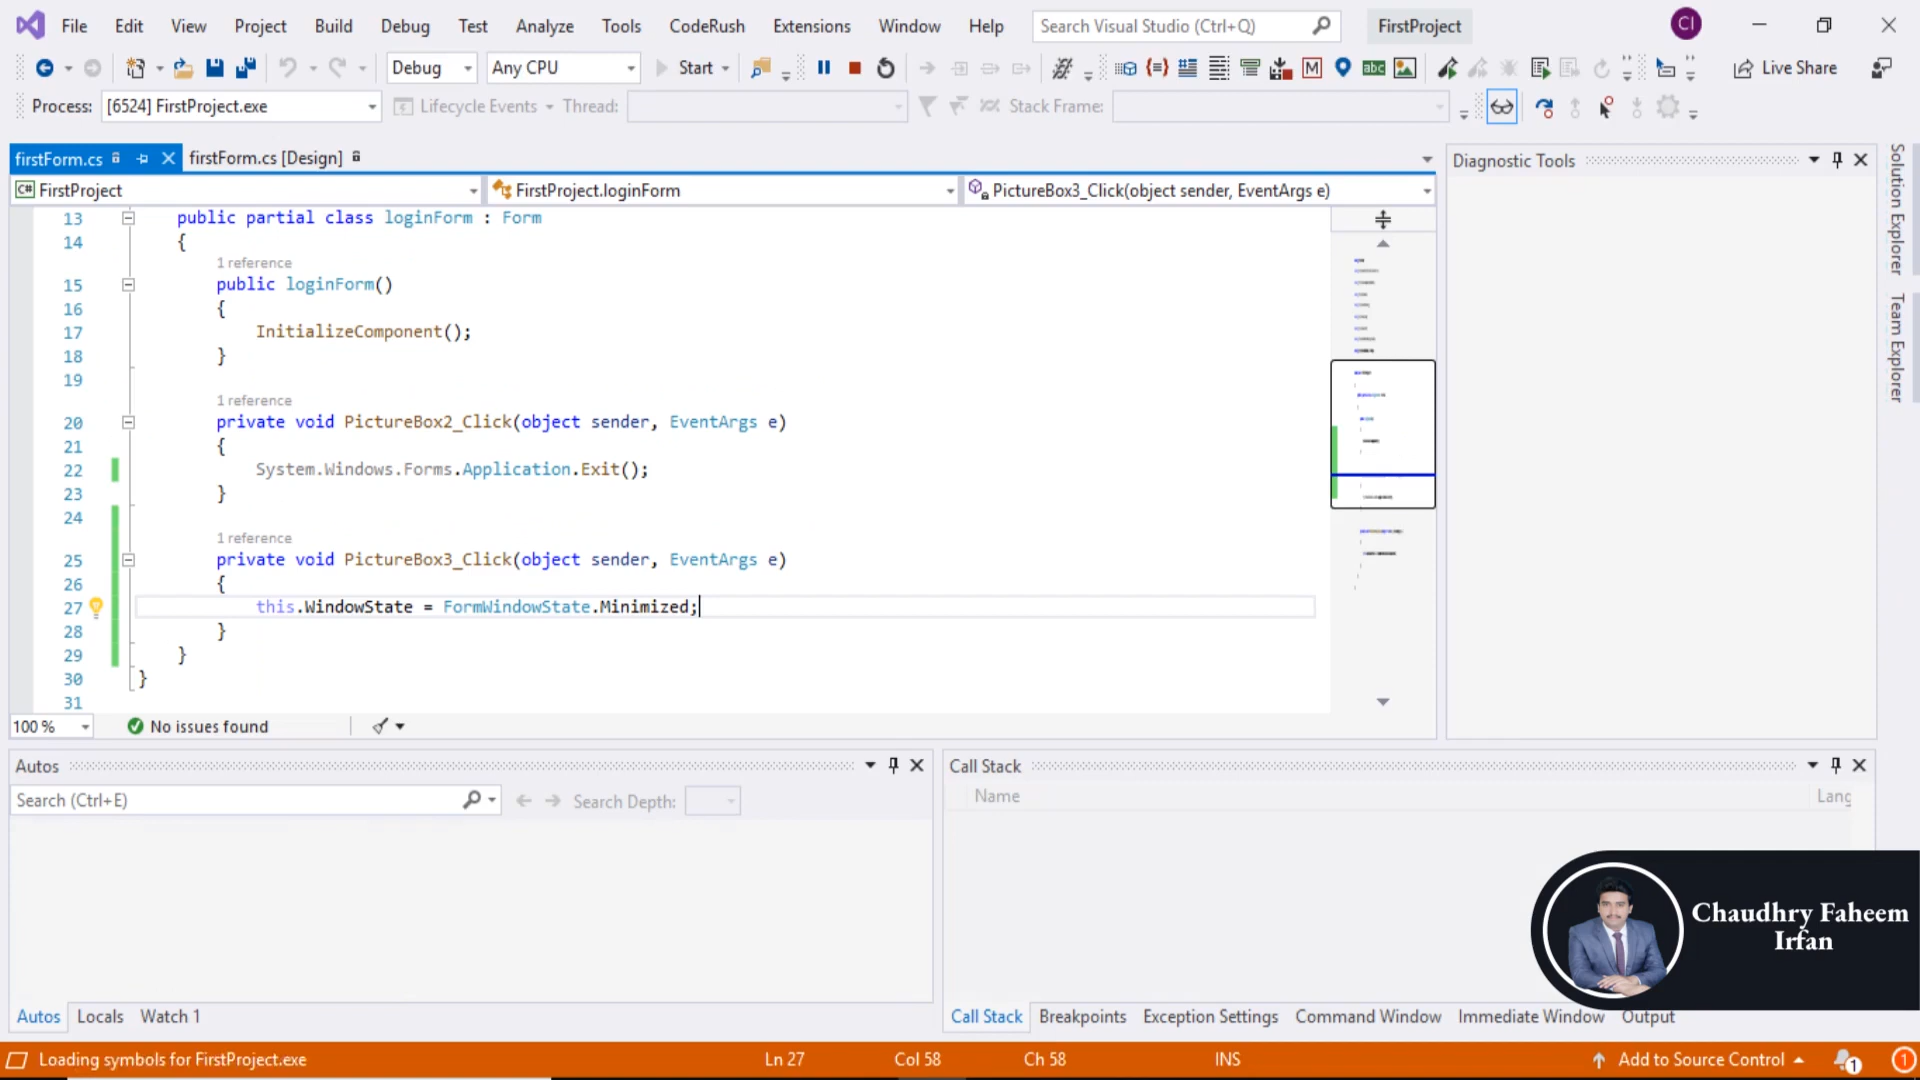 File Edit View Project Build Debug Test Analyze Tools CodeRush Extensions Window Help Search Visual Studio (Ctrl+Q) FirstProject CI
Debug Any CPU Start Live Share
Process: [6524] FirstProject.exe Lifecycle Events Thread: Stack Frame:
firstForm.cs firstForm.cs [Design]
FirstProject FirstProject.loginForm PictureBox3_Click(object sender, EventArgs e)
13 public partial class loginForm : Form
14 {
1 reference
15 public loginForm()
16 {
17 InitializeComponent();
18 }
19
1 reference
20 private void PictureBox2_Click(object sender, EventArgs e)
21 {
22 System.Windows.Forms.Application.Exit();
23 }
24
1 reference
25 private void PictureBox3_Click(object sender, EventArgs e)
26 {
27 this.WindowState = FormWindowState.Minimized;
28 }
29 }
30 }
31
100 % No issues found
Diagnostic Tools
Solution Explorer
Team Explorer
Autos
Search (Ctrl+E) Search Depth:
Autos Locals Watch 1
Call Stack
Name Lang
Chaudhry Faheem
Irfan
Call Stack Breakpoints Exception Settings Command Window Immediate Window Output
Loading symbols for FirstProject.exe Ln 27 Col 58 Ch 58 INS Add to Source Control 1 1